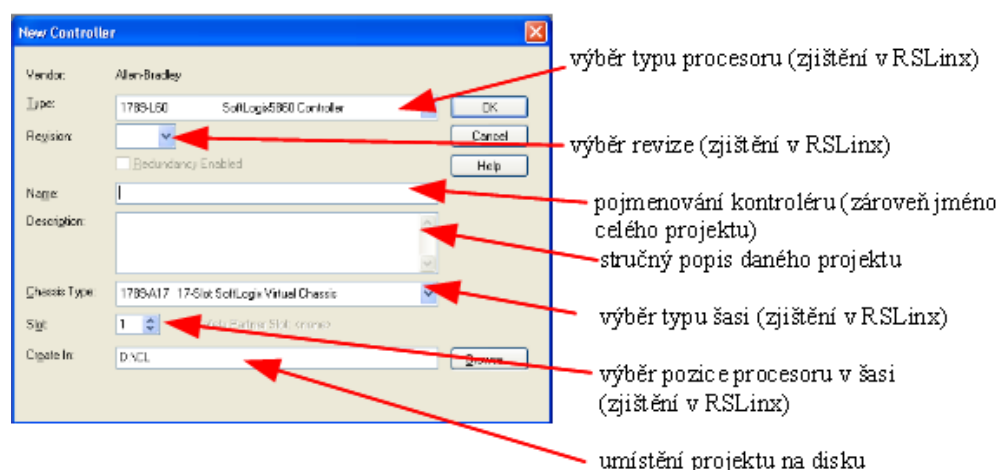 New Controller
Vendor: Allen-Bradley
výběr typu procesoru (zjištění v RSLinx)
Type: 1789-L60 SoftLogix5860 Controller OK
Revision: Cancel
výběr revize (zjištění v RSLinx)
Redundancy Enabled Help
Name:
pojmenování kontroléru (zároveň jméno
celého projektu)
Description:
stručný popis daného projektu
Chassis Type: 1789-A17 17-Slot SoftLogix Virtual Chassis
výběr typu šasi (zjištění v RSLinx)
Slot: 1 Partner Slot: <none>
Create In: Browse...
výběr pozice procesoru v šasi
(zjištění v RSLinx)
umístění projektu na disku